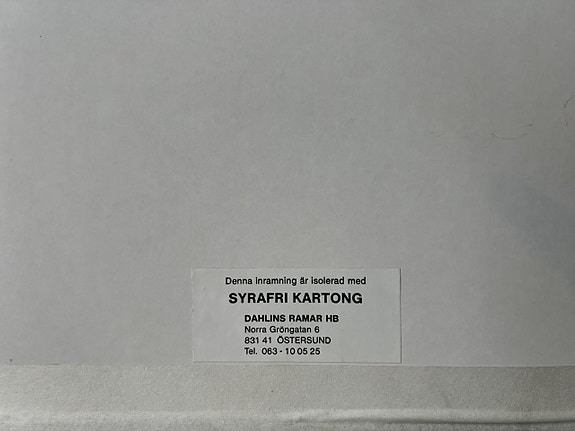 Denna inramning är isolerad med
SYRAFRI KARTONG
DAHLINS RAMAR HB
Norra Gröngatan 6
831 41 ÖSTERSUND
Tel. 063 - 10 05 25